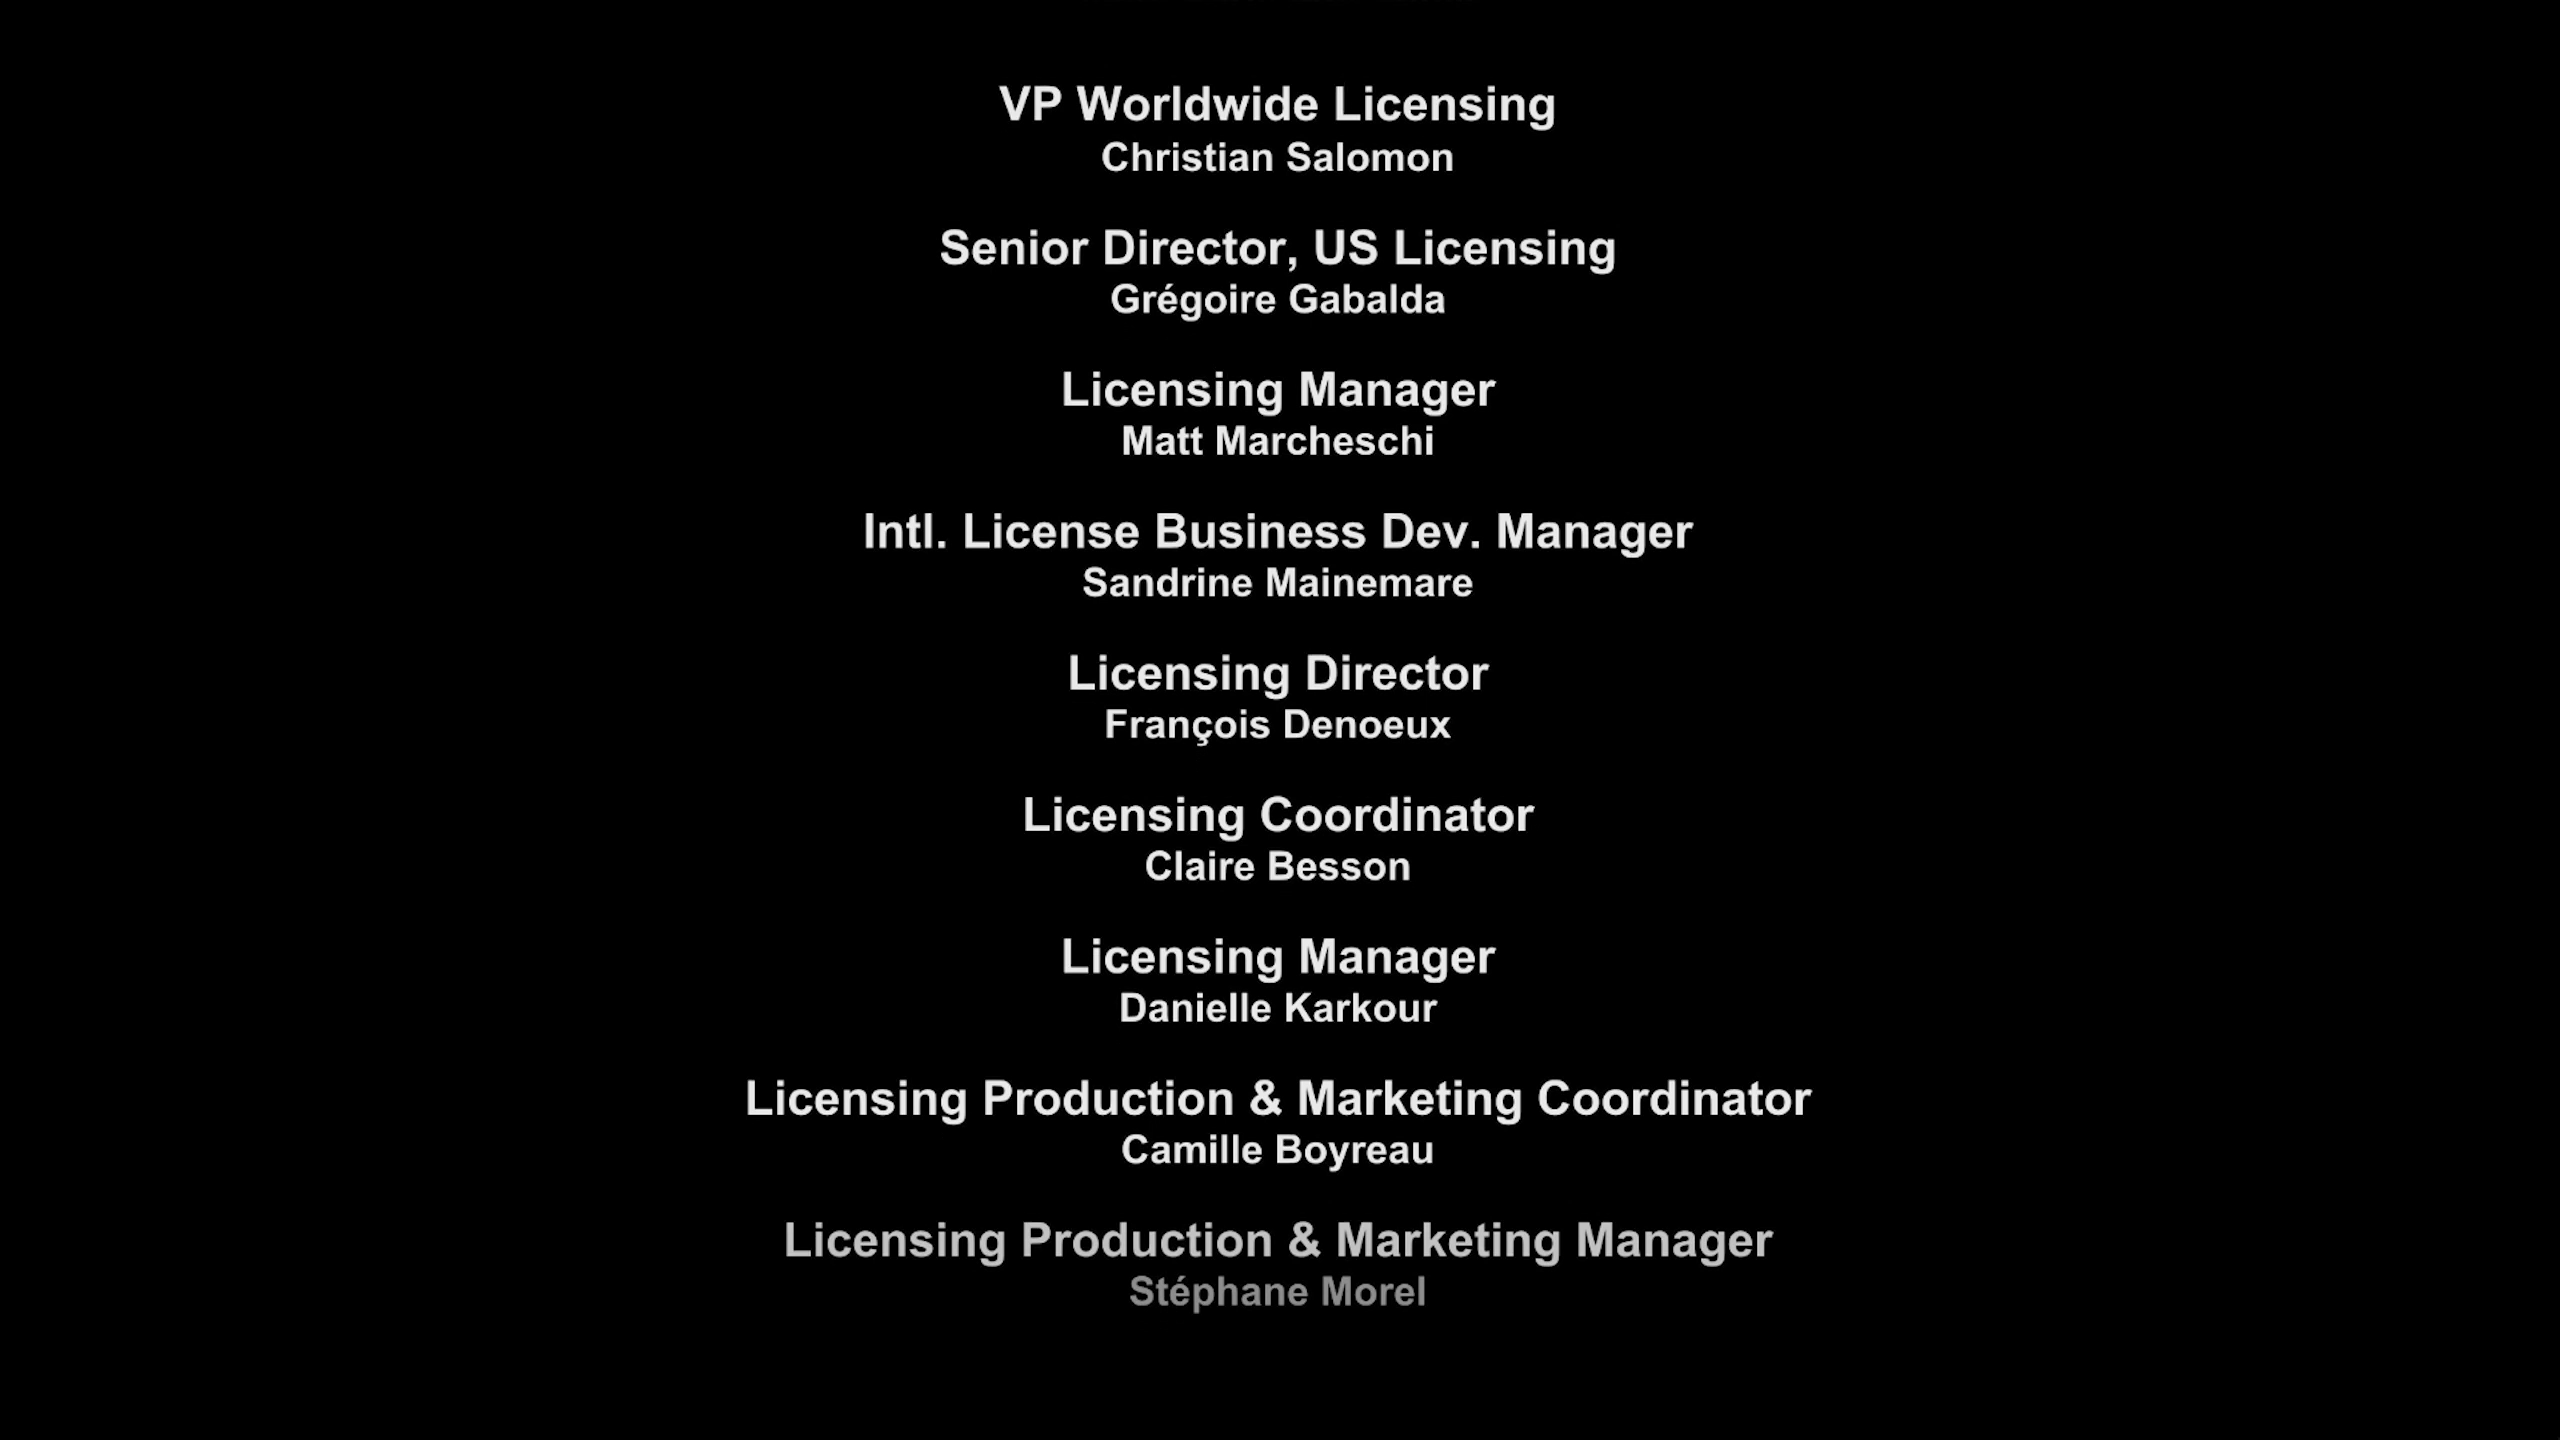 VP Worldwide Licensing
Christian Salomon
Senior Director, US Licensing
Grégoire Gabalda
Licensing Manager
Matt Marcheschi
Intl. License Business Dev. Manager
Sandrine Mainemare
Licensing Director
François Denoeux
Licensing Coordinator
Claire Besson
Licensing Manager
Danielle Karkour
Licensing Production & Marketing Coordinator
Camille Boyreau
Licensing Production & Marketing Manager
Stéphane Morel